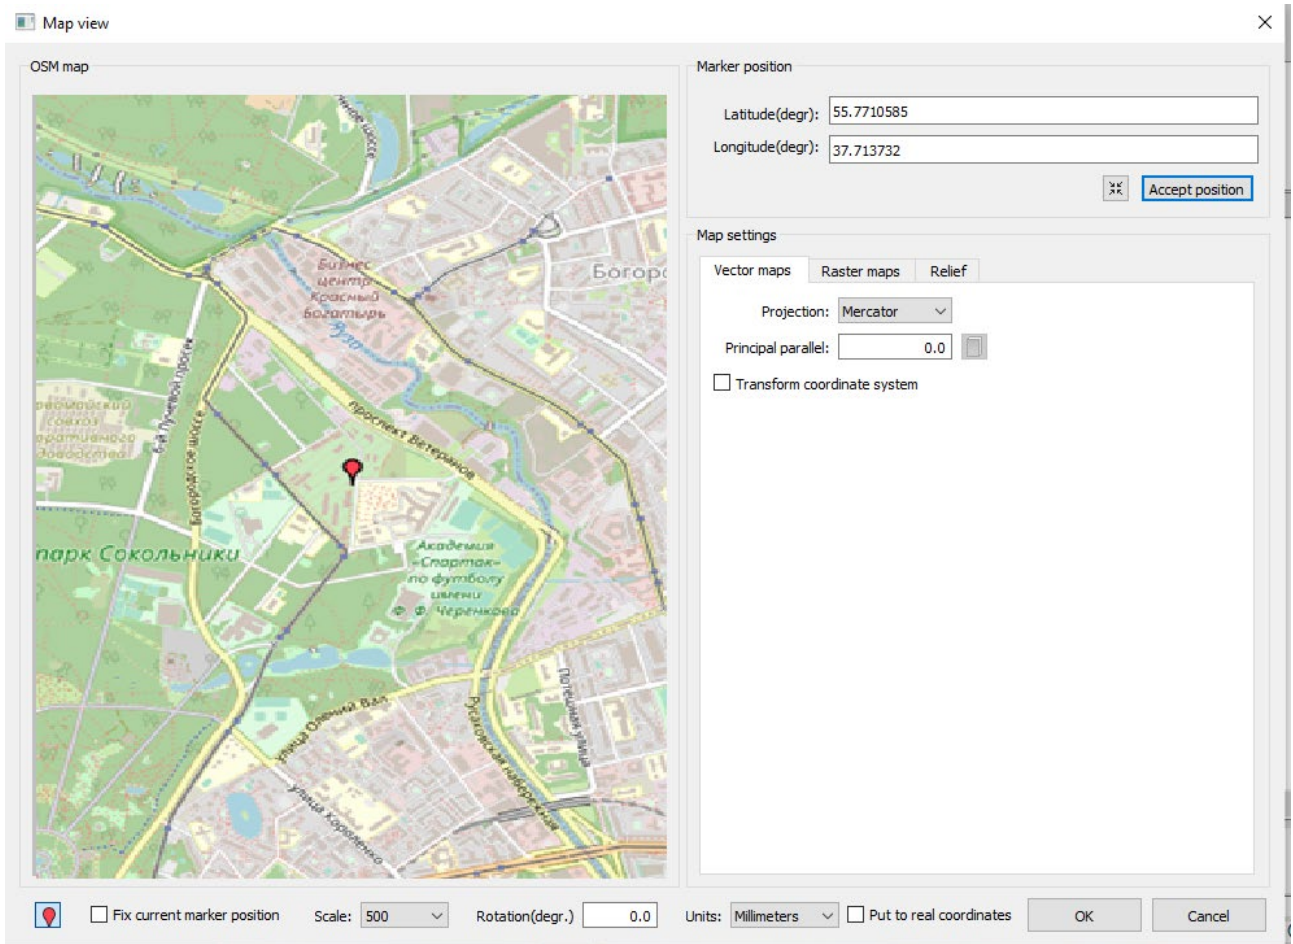 Map view
OSM map
Бизнес
центр
Красный
Богатырь
Богоро
Яуза
6-й Лучевой просек
Богородское шоссе
проспект Ветеранов
парк Сокольники
Академия
«Спартак»
по футболу
имени
Ф. Ф. Черенкова
улица Олений Вал
Русаковская набережная
Потешная улица
улица Короленко
Marker position
Latitude(degr): 55.7710585
Longitude(degr): 37.713732
Accept position
Map settings
Vector maps Raster maps Relief
Projection: Mercator
Principal parallel: 0.0
Transform coordinate system
Fix current marker position Scale: 500 Rotation(degr.) 0.0 Units: Millimeters Put to real coordinates OK Cancel